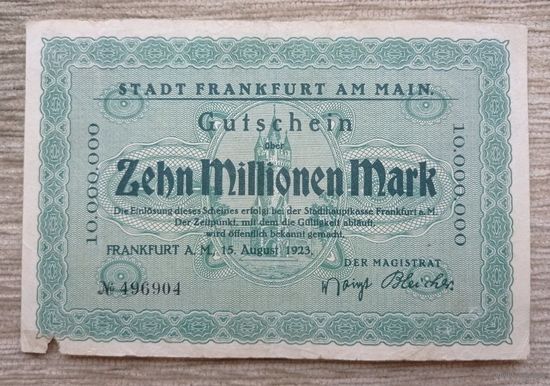 STADT FRANKFURT AM MAIN.
Gutschein
über
Zehn Millionen Mark
10.000.000
10.000.000
Die Einlösung dieses Scheines erfolgt bei der Stadthauptkasse Frankfurt a. M.
Der Zeitpunkt, mit dem die Gültigkeit abläuft,
wird öffentlich bekannt gemacht.
FRANKFURT A. M., 15. August 1923.
DER MAGISTRAT
№ 496904
Voigt Bleicher